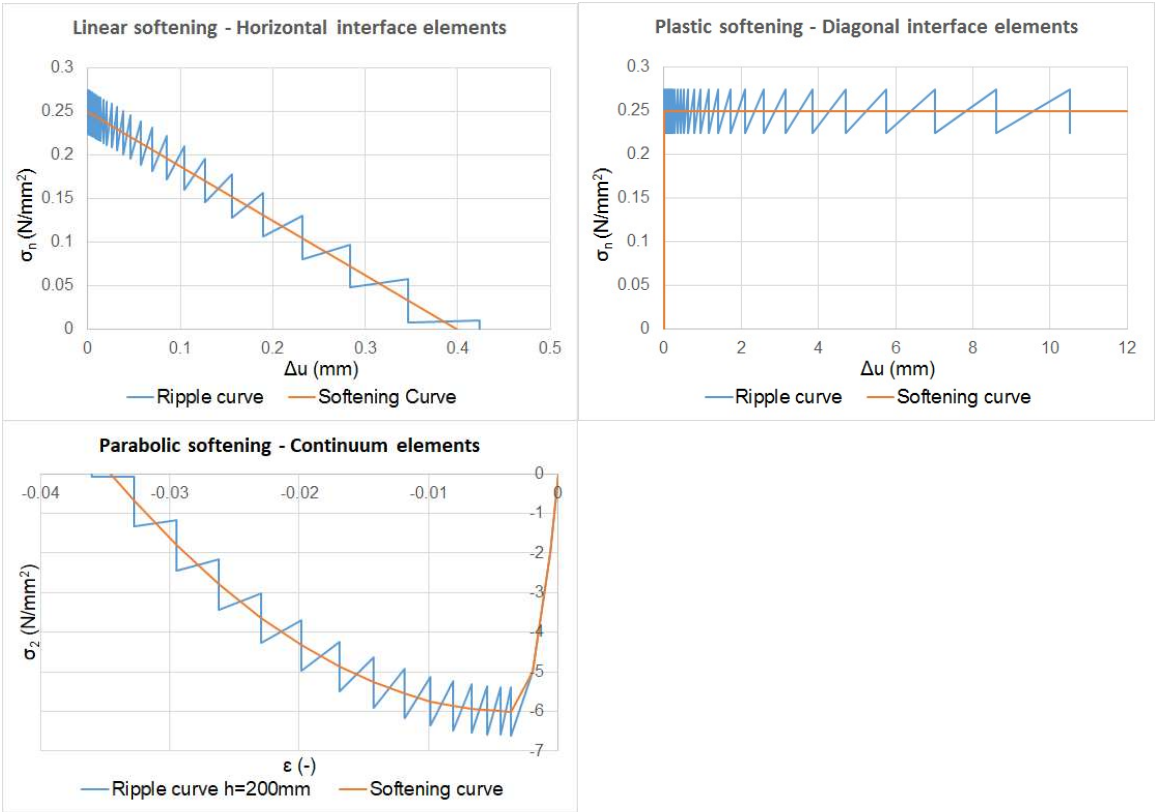 Linear softening - Horizontal interface elements
0.3
0.25
0.2
0.15
0.1
0.05
0
σn (N/mm²)
0 0.1 0.2 0.3 0.4 0.5
Δu (mm)
Ripple curve Softening Curve
Plastic softening - Diagonal interface elements
0.3
0.25
0.2
0.15
0.1
0.05
0
σn (N/mm²)
0 2 4 6 8 10 12
Δu (mm)
Ripple curve Softening curve
Parabolic softening - Continuum elements
-0.04 -0.03 -0.02 -0.01 0
0
-1
-2
-3
-4
-5
-6
-7
σ2 (N/mm²)
ε (-)
Ripple curve h=200mm Softening curve